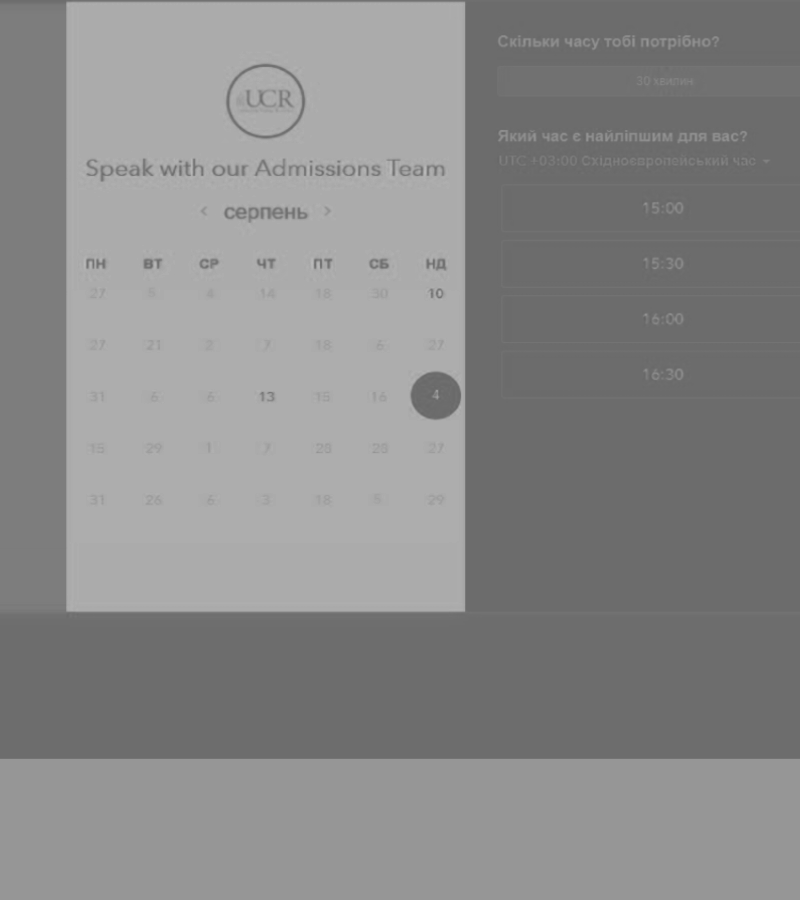 UCR
Speak with our Admissions Team
< серпень >
ПН ВТ СР ЧТ ПТ СБ НД
27 5 4 14 18 30 10
27 21 2 7 18 6 27
31 6 6 13 15 16 4
15 29 1 7 28 28 27
31 26 6 3 18 5 29
Скільки часу тобі потрібно?
30 хвилин
Який час є найліпшим для вас?
UTC +03:00 Східноєвропейський час
15:00
15:30
16:00
16:30